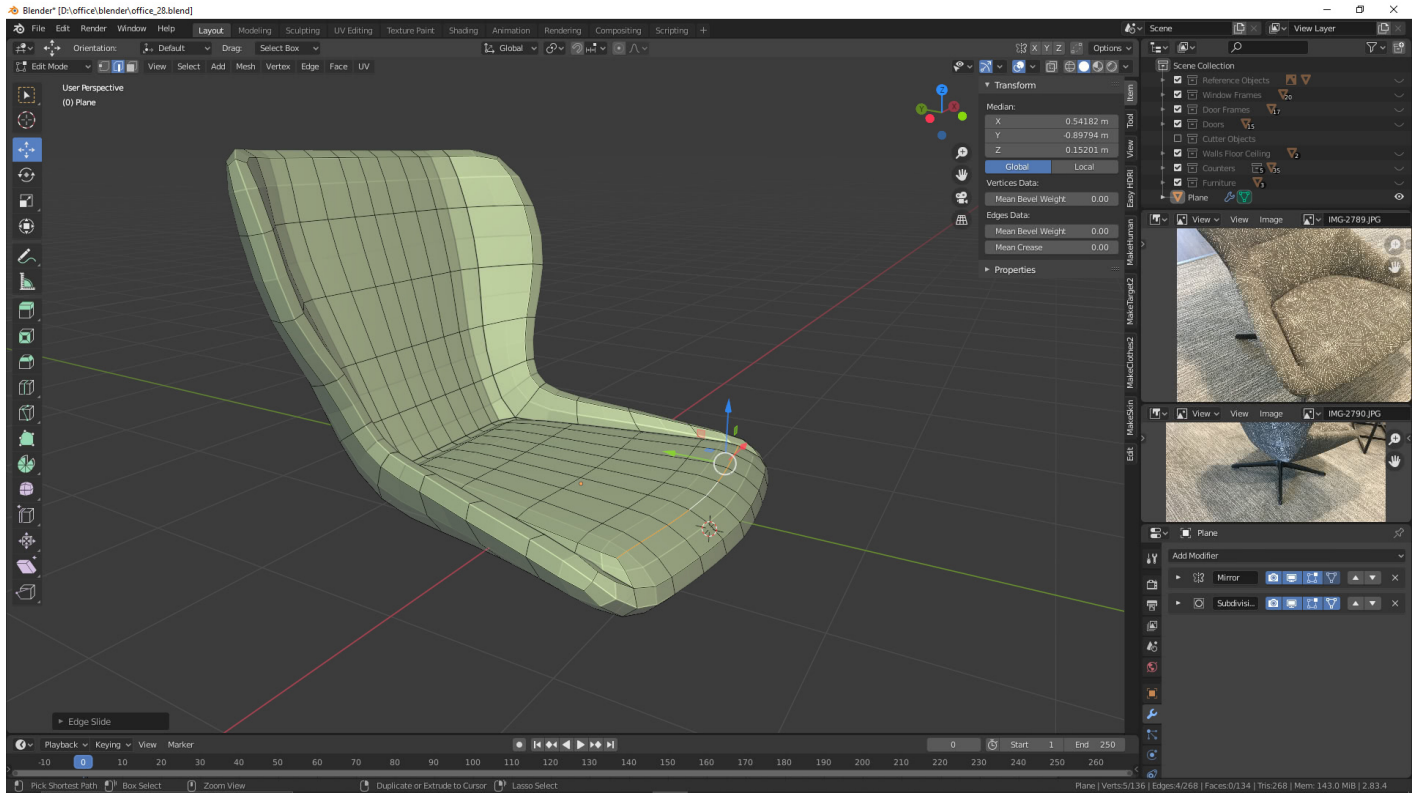 Blender* [D:\office\blender\office_28.blend]
File Edit Render Window Help Layout Modeling Sculpting UV Editing Texture Paint Shading Animation Rendering Compositing Scripting + Scene View Layer
Orientation: Default Drag: Select Box Global X Y Z Options
Edit Mode View Select Add Mesh Vertex Edge Face UV
User Perspective
(0) Plane
Z
Y
X
Transform
Median:
X 0.54182 m
Y -0.89794 m
Z 0.15201 m
Global Local
Vertices Data:
Mean Bevel Weight 0.00
Edges Data:
Mean Bevel Weight 0.00
Mean Crease 0.00
Properties
Item
Tool
View
Easy HDRI
MakeHuman
MakeTarget2
MakeClothes2
MakeSkin
Edit
Scene Collection
Reference Objects
Window Frames 20
Door Frames 17
Doors 15
Cutter Objects
Walls Floor Ceiling 2
Counters 5 35
Furniture 3
Plane
View View Image IMG-2789.JPG
View View Image IMG-2790.JPG
Plane
Add Modifier
Mirror
Subdivisi...
Edge Slide
Playback Keying View Marker 0 Start 1 End 250
-10 0 10 20 30 40 50 60 70 80 90 100 110 120 130 140 150 160 170 180 190 200 210 220 230 240 250 260
Pick Shortest Path Box Select Zoom View Duplicate or Extrude to Cursor Lasso Select Plane | Verts:5/136 | Edges:4/268 | Faces:0/134 | Tris:268 | Mem: 143.0 MiB | 2.83.4